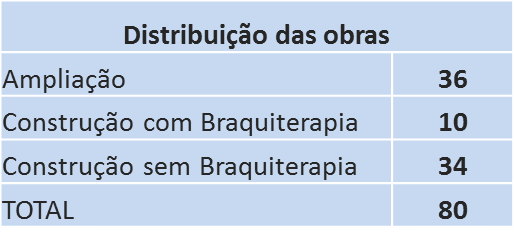 Distribuição das obras
Ampliação 36
Construção com Braquiterapia 10
Construção sem Braquiterapia 34
TOTAL 80